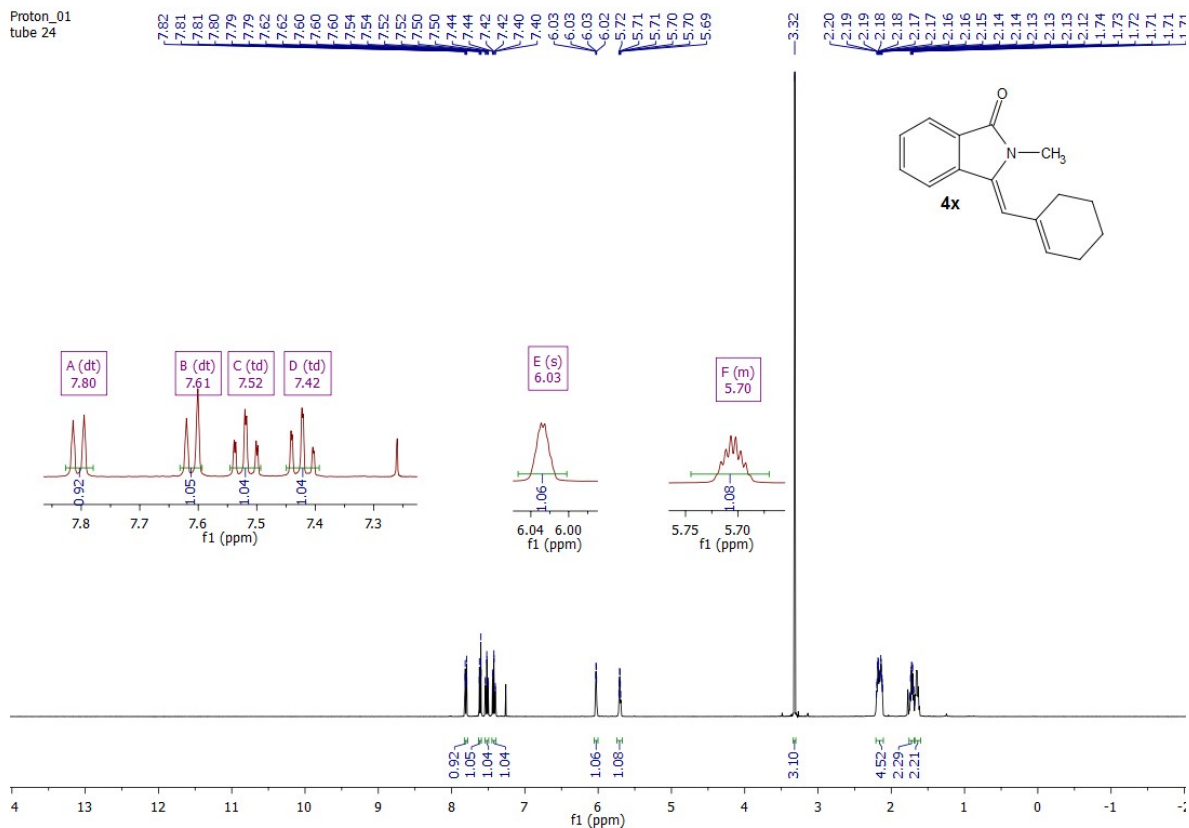 Proton_01
tube 24
7.82 7.81 7.81 7.80 7.79 7.79 7.62 7.62 7.60 7.60 7.60 7.54 7.54 7.52 7.52 7.50 7.50 7.44 7.44 7.42 7.42 7.40 7.40 6.03 6.03 6.03 6.02 5.72 5.71 5.71 5.70 5.70 5.69 3.32 2.20 2.19 2.19 2.18 2.18 2.17 2.17 2.16 2.16 2.15 2.14 2.14 2.13 2.13 2.13 2.12 1.74 1.73 1.72 1.71 1.71 1.71
O
N
CH3
4x
A (dt)
7.80
B (dt)
7.61
C (td)
7.52
D (td)
7.42
E (s)
6.03
F (m)
5.70
0.92 1.05 1.04 1.04
7.8 7.7 7.6 7.5 7.4 7.3
f1 (ppm)
1.06
6.04 6.00
f1 (ppm)
1.08
5.75 5.70
f1 (ppm)
0.92 1.05 1.04 1.04 1.06 1.08 3.10 4.52 2.29 2.21
4 13 12 11 10 9 8 7 6 5 4 3 2 1 0 -1 -2
f1 (ppm)